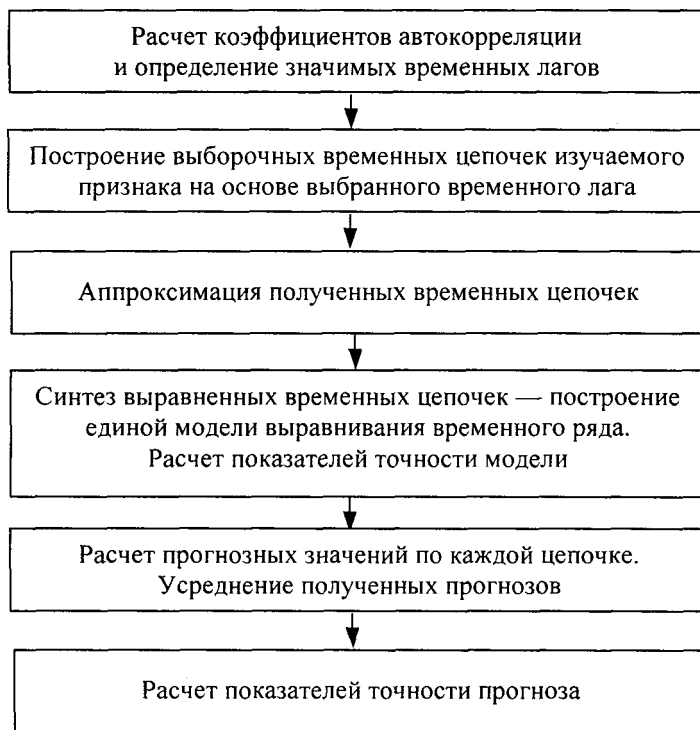 Расчет коэффициентов автокорреляции
и определение значимых временных лагов
Построение выборочных временных цепочек изучаемого
признака на основе выбранного временного лага
Аппроксимация полученных временных цепочек
Синтез выравненных временных цепочек — построение
единой модели выравнивания временного ряда.
Расчет показателей точности модели
Расчет прогнозных значений по каждой цепочке.
Усреднение полученных прогнозов
Расчет показателей точности прогноза